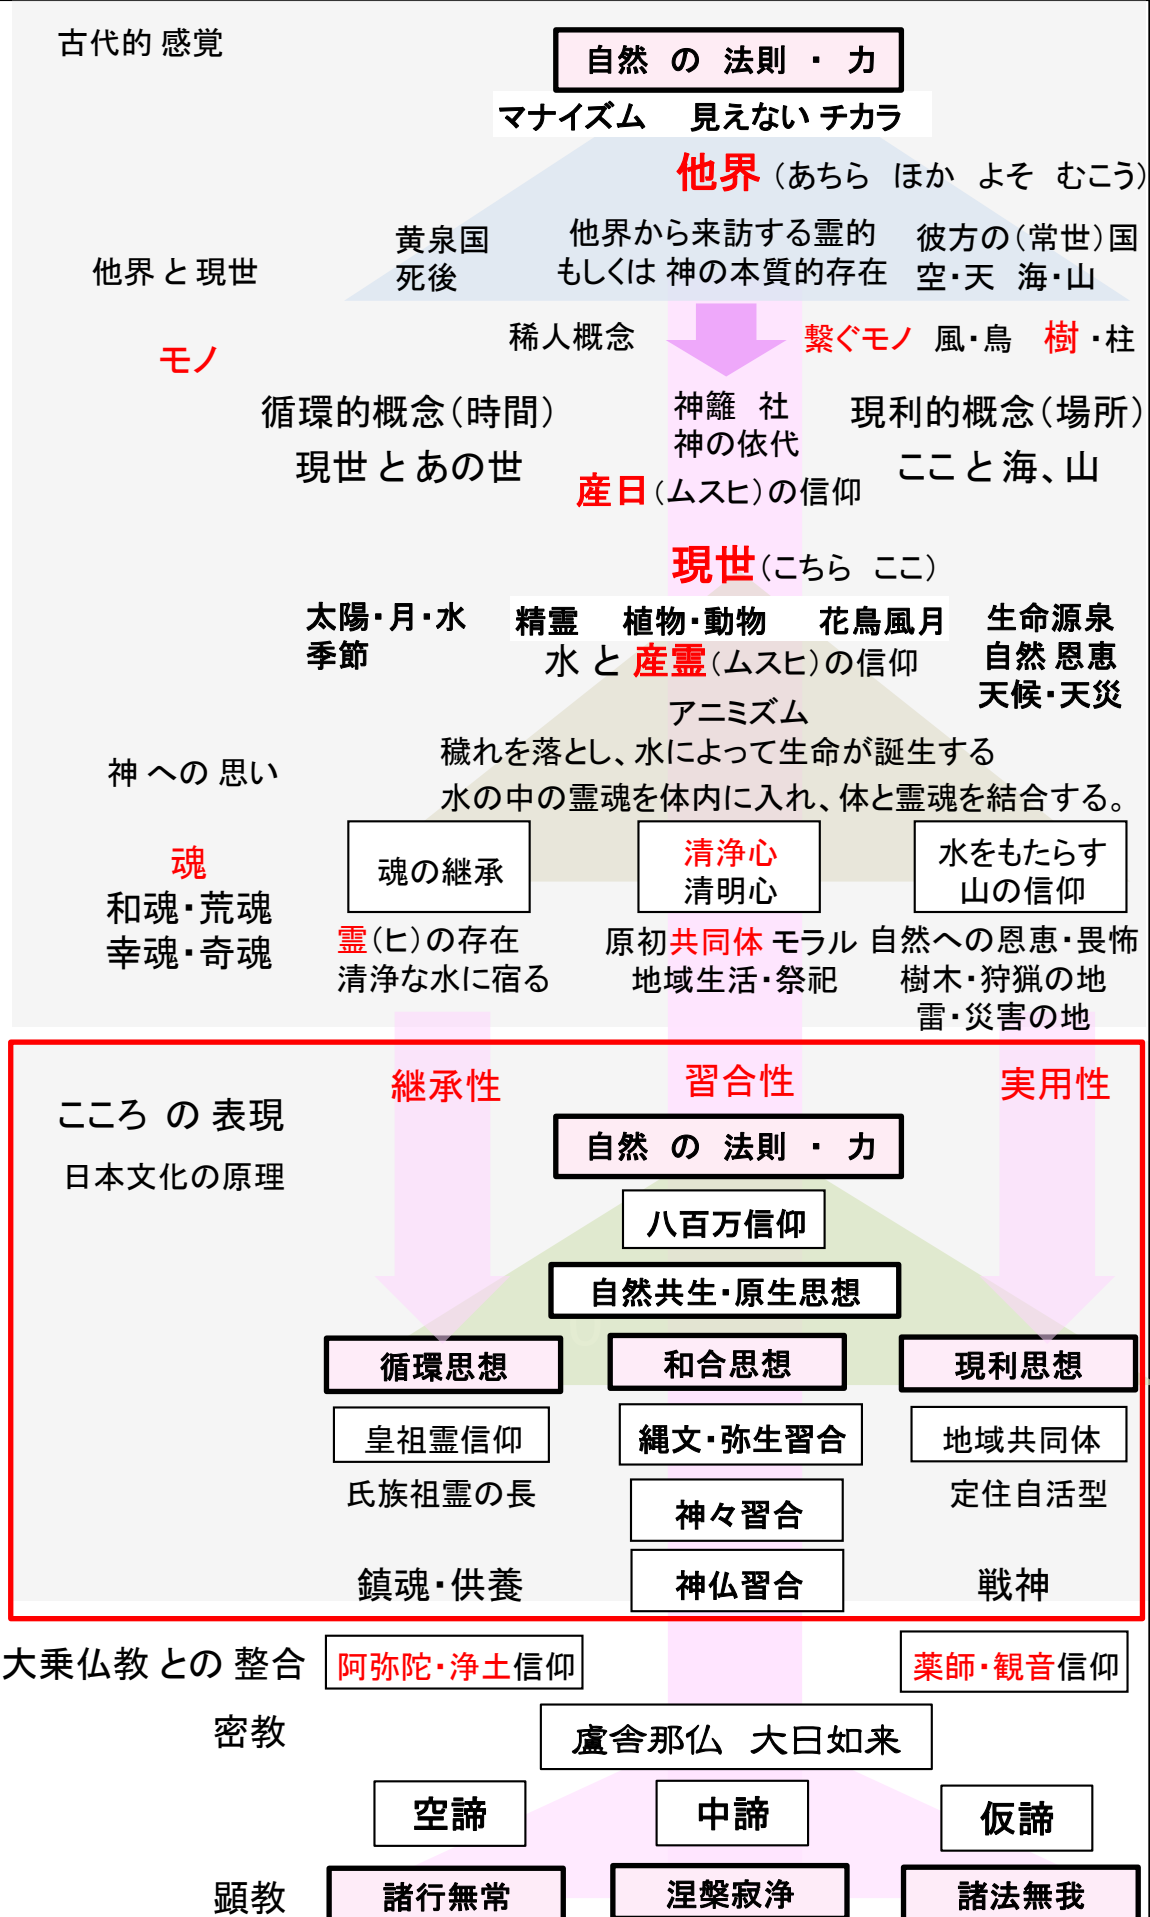 古代的 感覚
自然 の 法則 ・ 力
マナイズム 見えない チカラ
他界 （あちら ほか よそ むこう）
黄泉国
死後
他界から来訪する霊的
もしくは 神の本質的存在
彼方の（常世）国
空・天 海・山
他界 と 現世
稀人概念
繋ぐモノ 風・鳥 樹 ・柱
モノ
循環的概念（時間）
現世 と あの世
神籬 社
神の依代
現利的概念（場所）
ここ と 海、山
産日（ムスヒ）の信仰
現世（こちら ここ）
太陽・月・水
季節
精霊 植物・動物 花鳥風月
水 と 産霊（ムスヒ）の信仰
生命源泉
自然 恩恵
天候・天災
アニミズム
穢れを落とし、水によって生命が誕生する
水の中の霊魂を体内に入れ、体と霊魂を結合する。
神 への 思い
魂
和魂・荒魂
幸魂・奇魂
魂の継承
清浄心
清明心
水をもたらす
山の信仰
霊（ヒ）の存在
清浄な水に宿る
原初共同体 モラル
地域生活・祭祀
自然への恩恵・畏怖
樹木・狩猟の地
雷・災害の地
継承性
習合性
実用性
こころ の 表現
日本文化の原理
自然 の 法則 ・ 力
八百万信仰
自然共生・原生思想
循環思想
和合思想
現利思想
皇祖霊信仰
縄文・弥生習合
地域共同体
氏族祖霊の長
神々習合
定住自活型
鎮魂・供養
神仏習合
戦神
大乗仏教 との 整合
阿弥陀・浄土信仰
薬師・観音信仰
密教
盧舎那仏 大日如来
空諦
中諦
仮諦
顕教
諸行無常
涅槃寂浄
諸法無我